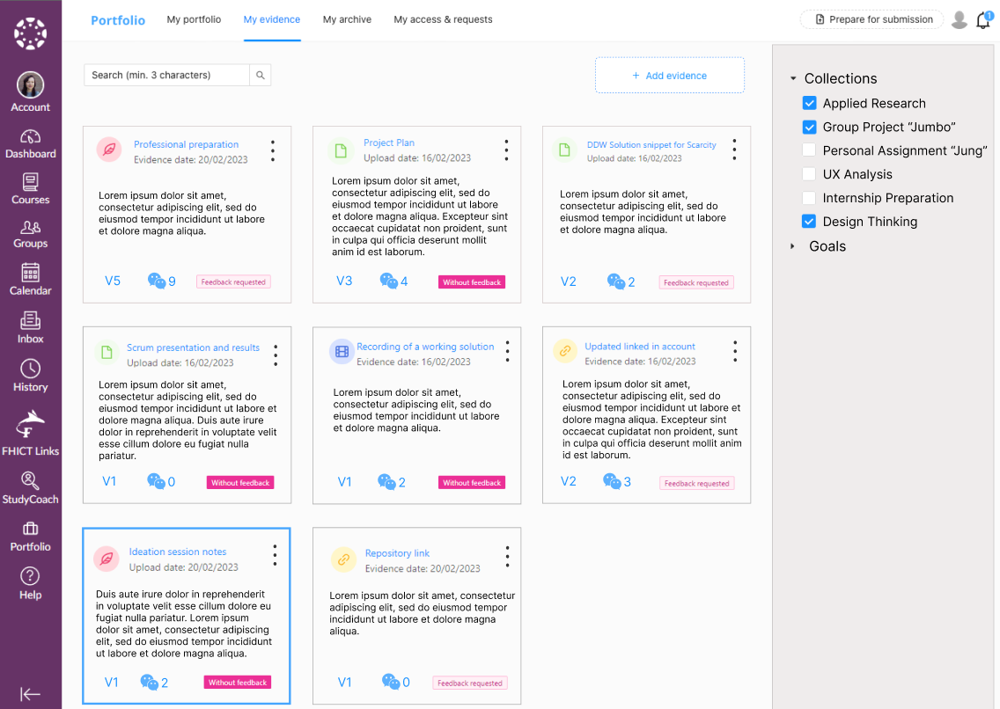 Account
Dashboard
Courses
Groups
Calendar
Inbox
History
FHICT Links
StudyCoach
Portfolio
Help
Portfolio
My portfolio
My evidence
My archive
My access & requests
Prepare for submission
1
Search (min. 3 characters)
+ Add evidence
Professional preparation
Evidence date: 20/02/2023
Lorem ipsum dolor sit amet,
consectetur adipiscing elit, sed do
eiusmod tempor incididunt ut labore
et dolore magna aliqua.
V5
9
Feedback requested
Project Plan
Upload date: 16/02/2023
Lorem ipsum dolor sit amet,
consectetur adipiscing elit, sed do
eiusmod tempor incididunt ut labore
et dolore magna aliqua. Excepteur sint
occaecat cupidatat non proident, sunt
in culpa qui officia deserunt mollit
anim id est laborum.
V3
4
Without feedback
DDW Solution snippet for Scarcity
Upload date: 16/02/2023
Lorem ipsum dolor sit amet,
consectetur adipiscing elit, sed do
eiusmod tempor incididunt ut labore
et dolore magna aliqua.
V2
2
Feedback requested
Scrum presentation and results
Upload date: 16/02/2023
Lorem ipsum dolor sit amet,
consectetur adipiscing elit, sed do
eiusmod tempor incididunt ut labore et
dolore magna aliqua. Duis aute irure
dolor in reprehenderit in voluptate velit
esse cillum dolore eu fugiat nulla
pariatur.
V1
0
Without feedback
Recording of a working solution
Evidence date: 16/02/2023
Lorem ipsum dolor sit amet,
consectetur adipiscing elit, sed do
eiusmod tempor incididunt ut labore
et dolore magna aliqua.
V1
2
Without feedback
Updated linked in account
Evidence date: 16/02/2023
Lorem ipsum dolor sit amet,
consectetur adipiscing elit, sed do
eiusmod tempor incididunt ut labore et
dolore magna aliqua. Excepteur sint
occaecat cupidatat non proident, sunt
in culpa qui officia deserunt mollit anim
id est laborum.
V2
3
Feedback requested
Ideation session notes
Upload date: 20/02/2023
Duis aute irure dolor in reprehenderit
in voluptate velit esse cillum dolore eu
fugiat nulla pariatur. Lorem ipsum
dolor sit amet, consectetur adipiscing
elit, sed do eiusmod tempor incididunt
ut labore et dolore magna aliqua.
V1
2
Without feedback
Repository link
Evidence date: 20/02/2023
Lorem ipsum dolor sit amet, consectetur
adipiscing elit, sed do eiusmod tempor
incididunt ut labore et dolore magna
aliqua.
V1
0
Feedback requested
Collections
Applied Research
Group Project “Jumbo”
Personal Assignment “Jung”
UX Analysis
Internship Preparation
Design Thinking
Goals